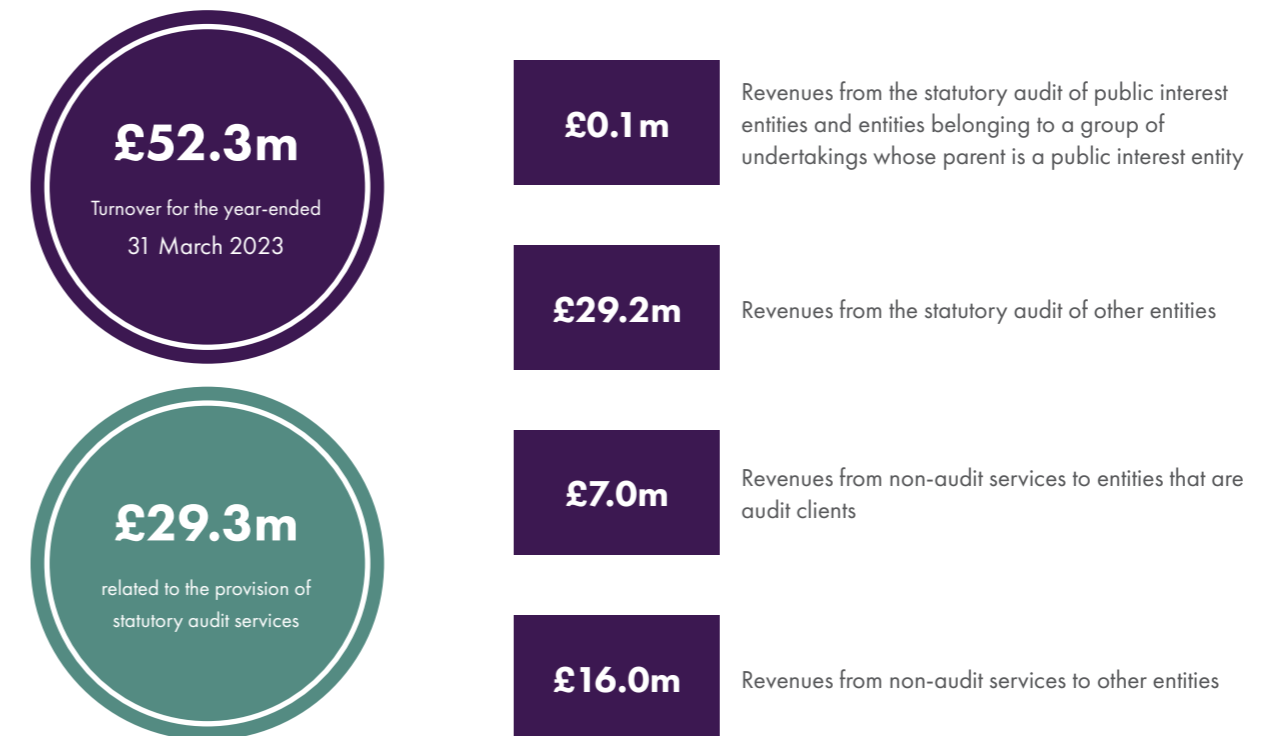 £52.3m
Turnover for the year-ended
31 March 2023
£29.3m
related to the provision of
statutory audit services
£0.1m
Revenues from the statutory audit of public interest
entities and entities belonging to a group of
undertakings whose parent is a public interest entity
£29.2m
Revenues from the statutory audit of other entities
£7.0m
Revenues from non-audit services to entities that are
audit clients
£16.0m
Revenues from non-audit services to other entities